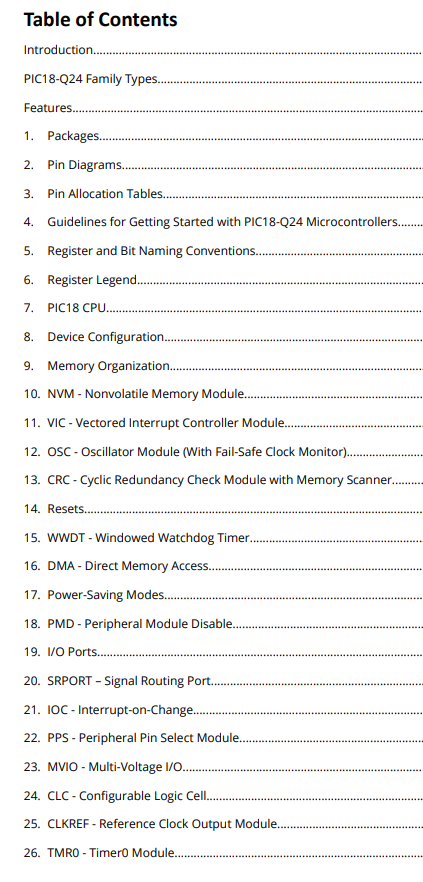 Table of Contents
Introduction................................................................................................
PIC18-Q24 Family Types...............................................................................
Features.....................................................................................................
1. Packages..............................................................................................
2. Pin Diagrams........................................................................................
3. Pin Allocation Tables.............................................................................
4. Guidelines for Getting Started with PIC18-Q24 Microcontrollers........
5. Register and Bit Naming Conventions..................................................
6. Register Legend....................................................................................
7. PIC18 CPU............................................................................................
8. Device Configuration.............................................................................
9. Memory Organization............................................................................
10. NVM - Nonvolatile Memory Module.....................................................
11. VIC - Vectored Interrupt Controller Module..........................................
12. OSC - Oscillator Module (With Fail-Safe Clock Monitor)......................
13. CRC - Cyclic Redundancy Check Module with Memory Scanner.........
14. Resets..................................................................................................
15. WWDT - Windowed Watchdog Timer...................................................
16. DMA - Direct Memory Access..............................................................
17. Power-Saving Modes............................................................................
18. PMD - Peripheral Module Disable........................................................
19. I/O Ports...............................................................................................
20. SRPORT – Signal Routing Port.............................................................
21. IOC - Interrupt-on-Change...................................................................
22. PPS - Peripheral Pin Select Module......................................................
23. MVIO - Multi-Voltage I/O......................................................................
24. CLC - Configurable Logic Cell...............................................................
25. CLKREF - Reference Clock Output Module...........................................
26. TMR0 - Timer0 Module.........................................................................